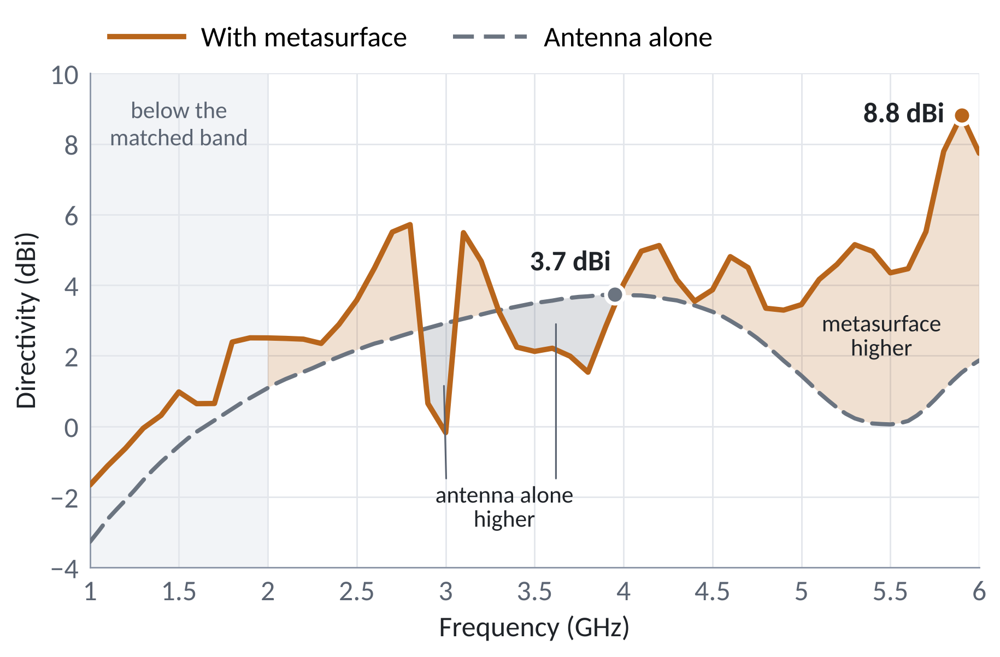 With metasurface
Antenna alone
10
8
6
4
2
0
−2
−4
below the
matched band
8.8 dBi
3.7 dBi
metasurface
higher
antenna alone
higher
Directivity (dBi)
1
1.5
2
2.5
3
3.5
4
4.5
5
5.5
6
Frequency (GHz)